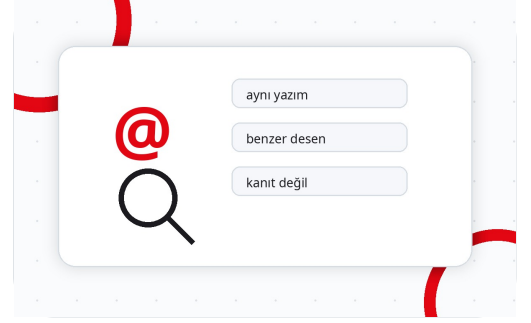 @
aynı yazım
benzer desen
kanıt değil